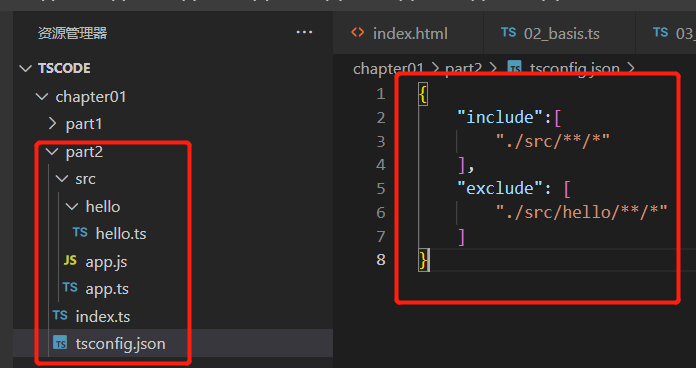 资源管理器
···
TSCODE
chapter01
part1
part2
src
hello
TS hello.ts
JS app.js
TS app.ts
TS index.ts
TS tsconfig.json
<> index.html
TS 02_basis.ts
TS 03_
chapter01 > part2 > TS tsconfig.json >
1 {
2 "include":[
3 "./src/**/*"
4 ],
5 "exclude": [
6 "./src/hello/**/*"
7 ]
8 }